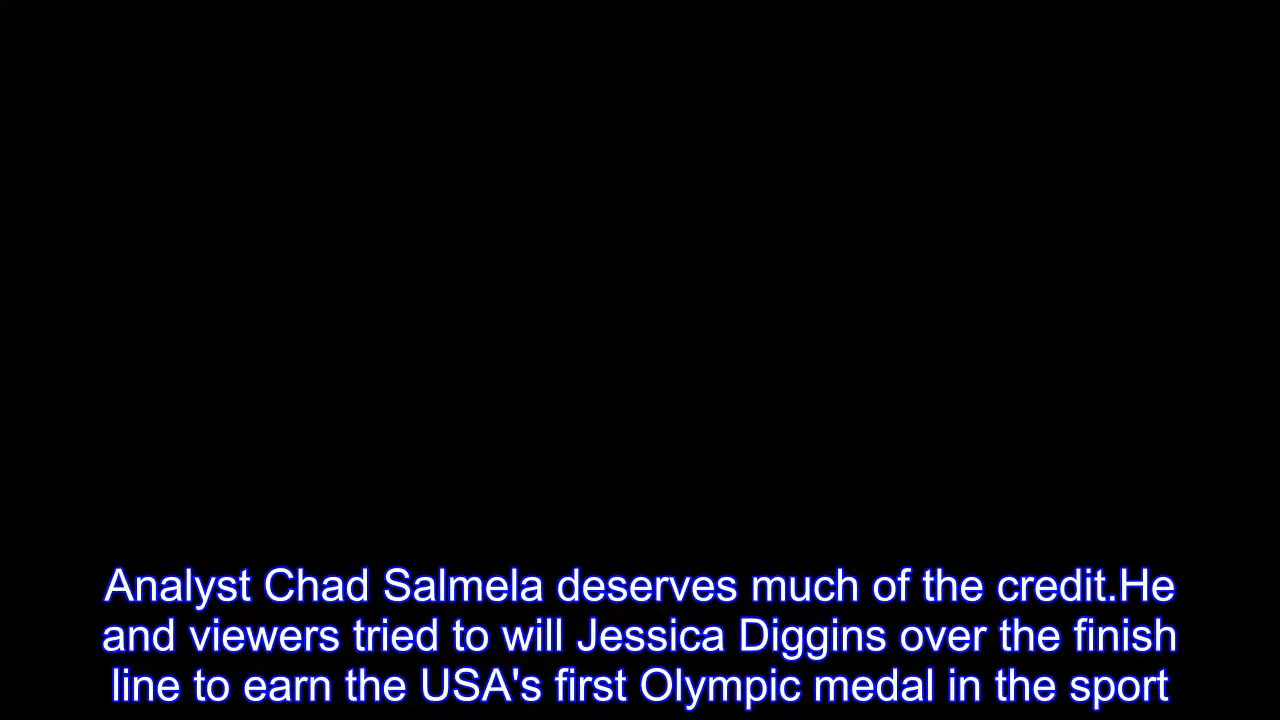 Analyst Chad Salmela deserves much of the credit.He
and viewers tried to will Jessica Diggins over the finish
line to earn the USA's first Olympic medal in the sport